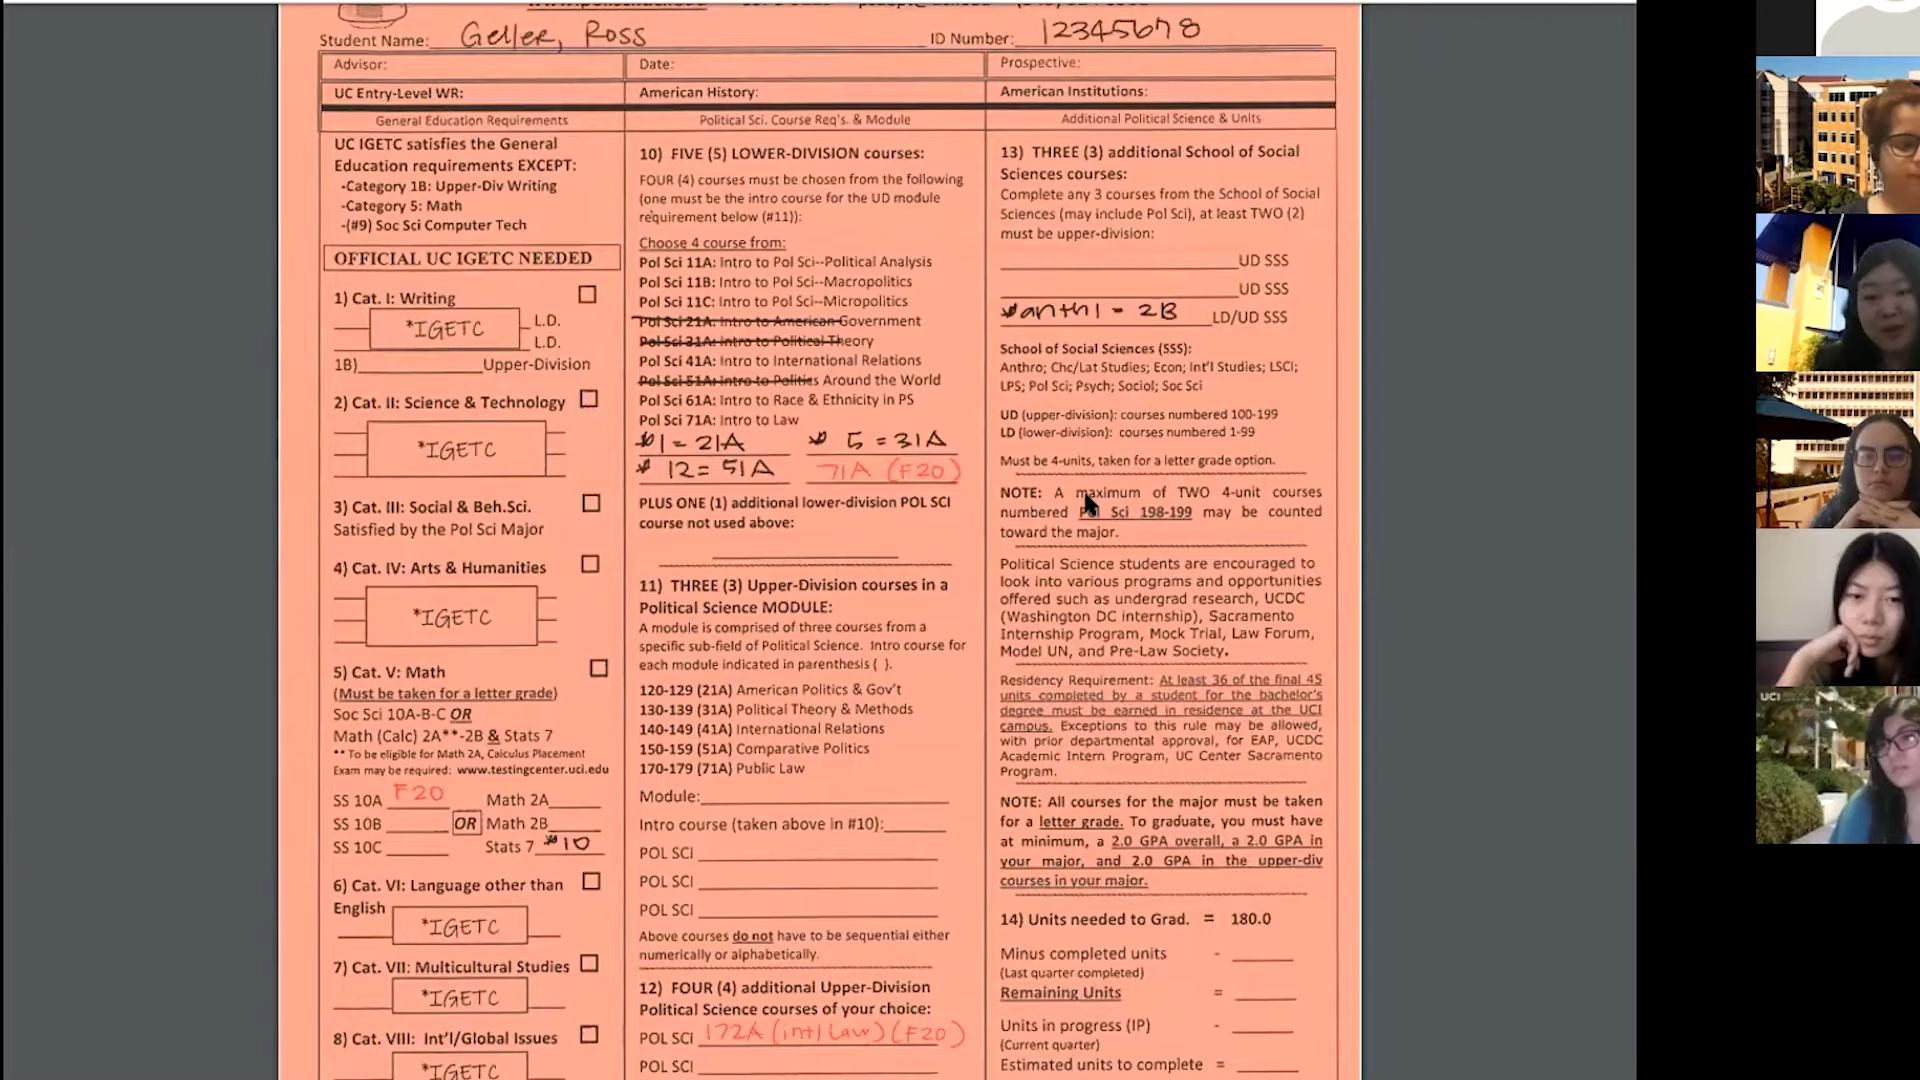 Student Name: Geller, Ross ID Number: 12345678
Advisor: Date: Prospective:
UC Entry-Level WR: American History: American Institutions:
General Education Requirements Political Sci. Course Req's. & Module Additional Political Science & Units
UC IGETC satisfies the General
Education requirements EXCEPT:
-Category 1B: Upper-Div Writing
-Category 5: Math
-(#9) Soc Sci Computer Tech
OFFICIAL UC IGETC NEEDED
1) Cat. I: Writing
*IGETC L.D.
L.D.
1B) Upper-Division
2) Cat. II: Science & Technology
*IGETC
3) Cat. III: Social & Beh.Sci.
Satisfied by the Pol Sci Major
4) Cat. IV: Arts & Humanities
*IGETC
5) Cat. V: Math
(Must be taken for a letter grade)
Soc Sci 10A-B-C OR
Math (Calc) 2A**-2B & Stats 7
** To be eligible for Math 2A, Calculus Placement
Exam may be required: www.testingcenter.uci.edu
SS 10A F20 Math 2A
SS 10B OR Math 2B
SS 10C Stats 7 *10
6) Cat. VI: Language other than
English
*IGETC
7) Cat. VII: Multicultural Studies
*IGETC
8) Cat. VIII: Int'l/Global Issues
*IGETC
10) FIVE (5) LOWER-DIVISION courses:
FOUR (4) courses must be chosen from the following
(one must be the intro course for the UD module
requirement below (#11)):
Choose 4 course from:
Pol Sci 11A: Intro to Pol Sci--Political Analysis
Pol Sci 11B: Intro to Pol Sci--Macropolitics
Pol Sci 11C: Intro to Pol Sci--Micropolitics
Pol Sci 21A: Intro to American Government
Pol Sci 31A: Intro to Political Theory
Pol Sci 41A: Intro to International Relations
Pol Sci 51A: Intro to Politics Around the World
Pol Sci 61A: Intro to Race & Ethnicity in PS
Pol Sci 71A: Intro to Law
*1 = 21A * 5 = 31A
* 12 = 51A 71A (F20)
PLUS ONE (1) additional lower-division POL SCI
course not used above:
11) THREE (3) Upper-Division courses in a
Political Science MODULE:
A module is comprised of three courses from a
specific sub-field of Political Science. Intro course for
each module indicated in parenthesis ( ).
120-129 (21A) American Politics & Gov't
130-139 (31A) Political Theory & Methods
140-149 (41A) International Relations
150-159 (51A) Comparative Politics
170-179 (71A) Public Law
Module:
Intro course (taken above in #10):
POL SCI
POL SCI
POL SCI
Above courses do not have to be sequential either
numerically or alphabetically.
12) FOUR (4) additional Upper-Division
Political Science courses of your choice:
POL SCI 172A (intl law) (F20)
POL SCI
13) THREE (3) additional School of Social
Sciences courses:
Complete any 3 courses from the School of Social
Sciences (may include Pol Sci), at least TWO (2)
must be upper-division:
UD SSS
UD SSS
*anth 1 = 2B LD/UD SSS
School of Social Sciences (SSS):
Anthro; Chc/Lat Studies; Econ; Int'l Studies; LSCI;
LPS; Pol Sci; Psych; Sociol; Soc Sci
UD (upper-division): courses numbered 100-199
LD (lower-division): courses numbered 1-99
Must be 4-units, taken for a letter grade option.
NOTE: A maximum of TWO 4-unit courses
numbered Pol Sci 198-199 may be counted
toward the major.
Political Science students are encouraged to
look into various programs and opportunities
offered such as undergrad research, UCDC
(Washington DC internship), Sacramento
Internship Program, Mock Trial, Law Forum,
Model UN, and Pre-Law Society.
Residency Requirement: At least 36 of the final 45
units completed by a student for the bachelor's
degree must be earned in residence at the UCI
campus. Exceptions to this rule may be allowed,
with prior departmental approval, for EAP, UCDC
Academic Intern Program, UC Center Sacramento
Program.
NOTE: All courses for the major must be taken
for a letter grade. To graduate, you must have
at minimum, a 2.0 GPA overall, a 2.0 GPA in
your major, and 2.0 GPA in the upper-div
courses in your major.
14) Units needed to Grad. = 180.0
Minus completed units -
(Last quarter completed)
Remaining Units =
Units in progress (IP) -
(Current quarter)
Estimated units to complete =
UCI